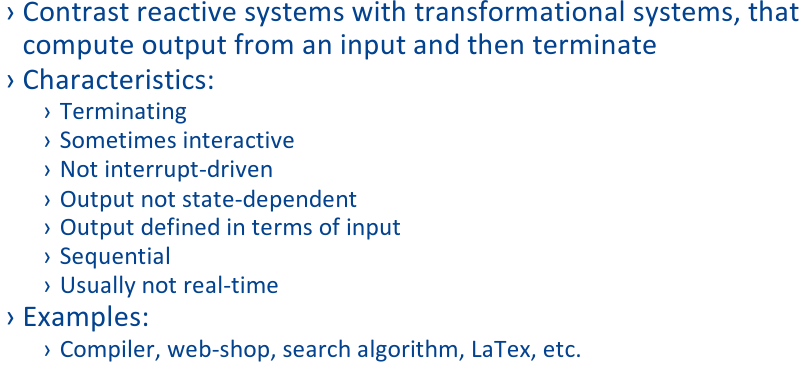 › Contrast reactive systems with transformational systems, that
compute output from an input and then terminate
› Characteristics:
› Terminating
› Sometimes interactive
› Not interrupt-driven
› Output not state-dependent
› Output defined in terms of input
› Sequential
› Usually not real-time
› Examples:
› Compiler, web-shop, search algorithm, LaTex, etc.